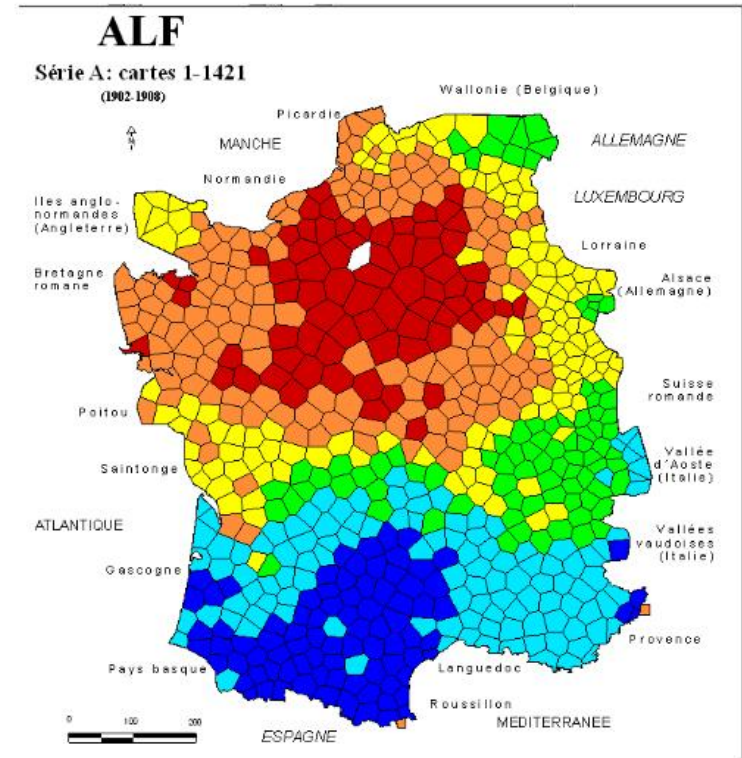 ALF
Série A: cartes 1-1421
(1902-1908)
N
Wallonie (Belgique)
Picardie
MANCHE
ALLEMAGNE
Normandie
LUXEMBOURG
Iles anglo-
normandes
(Angleterre)
Lorraine
Bretagne
romane
Alsace
(Allemagne)
Suisse
romande
Poitou
Vallée
d'Aoste
(Italie)
Saintonge
ATLANTIQUE
Vallées
vaudoises
(Italie)
Gascogne
Provence
Pays basque
Languedoc
Roussillon
MEDITERRANEE
0 100 200
ESPAGNE